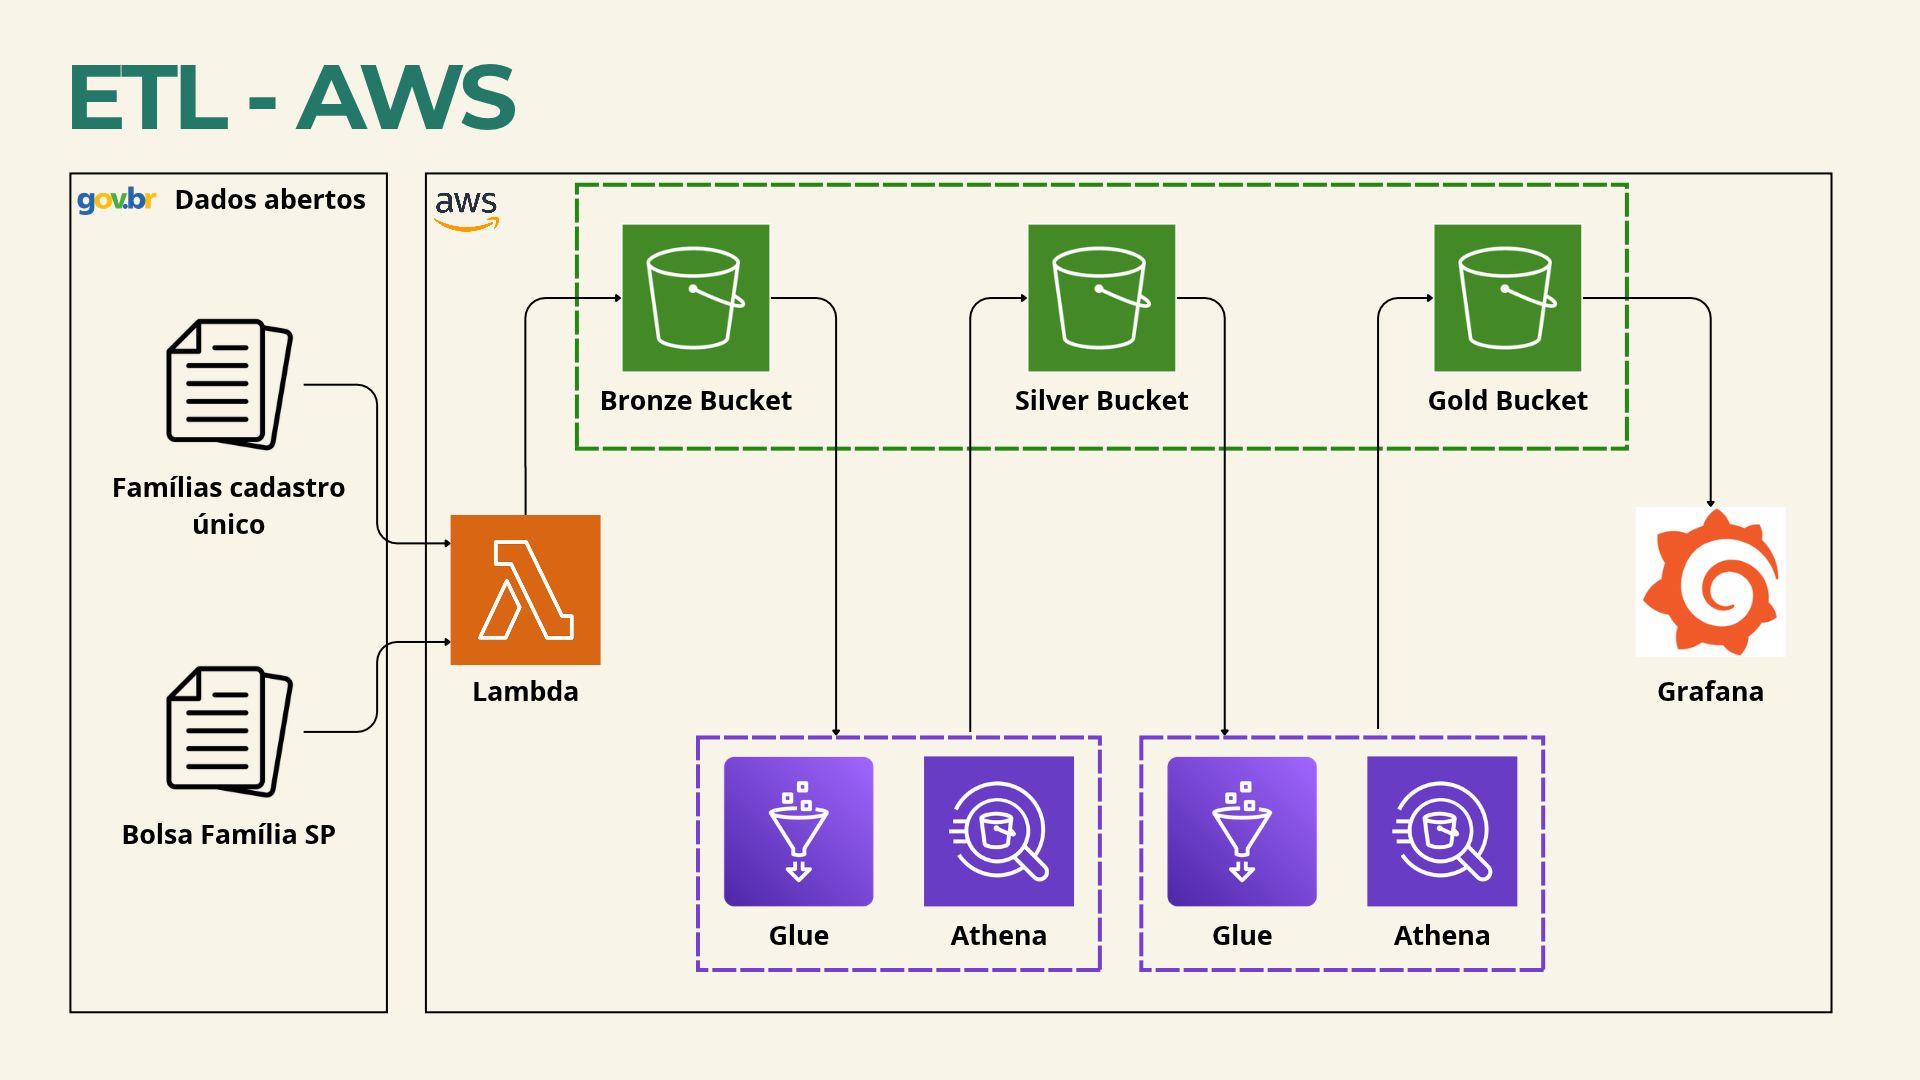 ETL - AWS
gov.br Dados abertos
aws
Bronze Bucket
Silver Bucket
Gold Bucket
Famílias cadastro
único
Lambda
Grafana
Bolsa Família SP
Glue
Athena
Glue
Athena